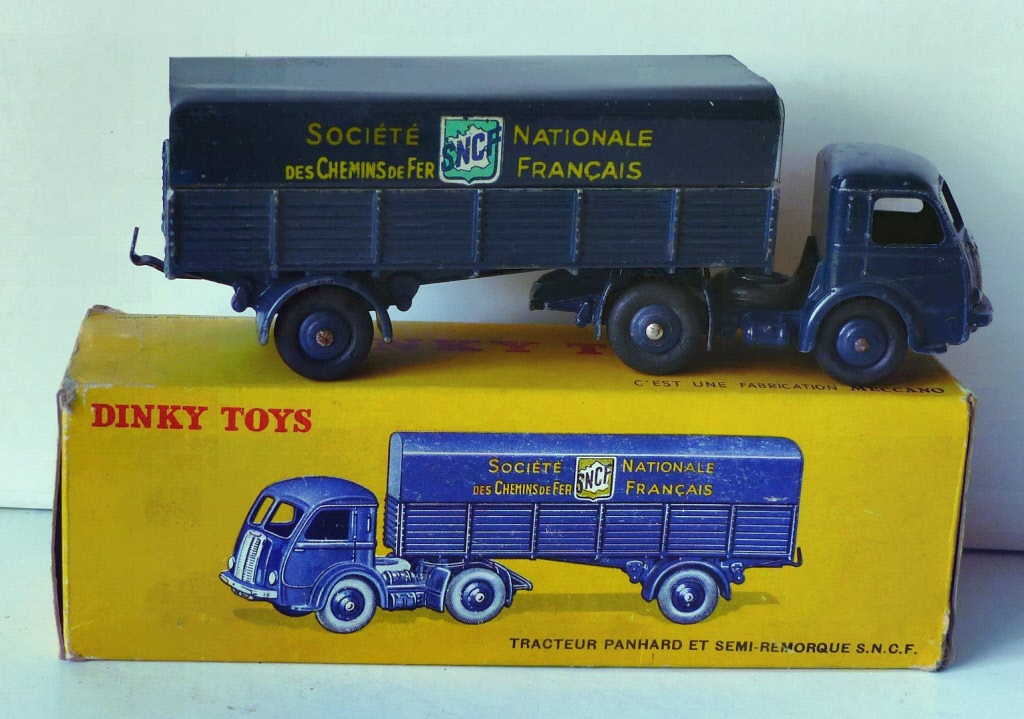 SOCIÉTÉ NATIONALE
DES CHEMINS DE FER FRANÇAIS
SNCF
DINKY T
C'EST UNE FABRICATION MECCANO
DINKY TOYS
SOCIÉTÉ NATIONALE
DES CHEMINS DE FER FRANÇAIS
SNCF
TRACTEUR PANHARD ET SEMI-REMORQUE S.N.C.F.